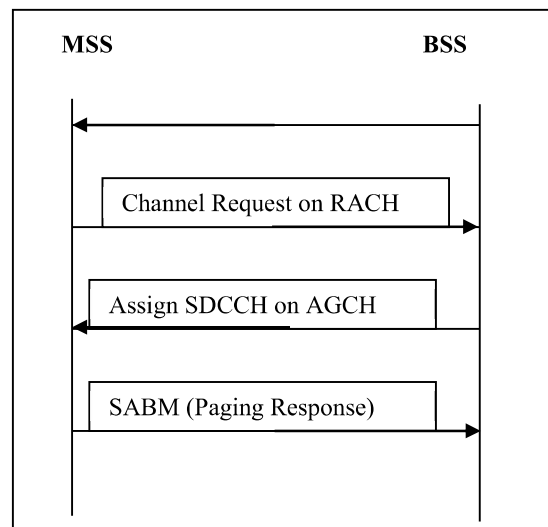 MSS BSS
Channel Request on RACH
Assign SDCCH on AGCH
SABM (Paging Response)